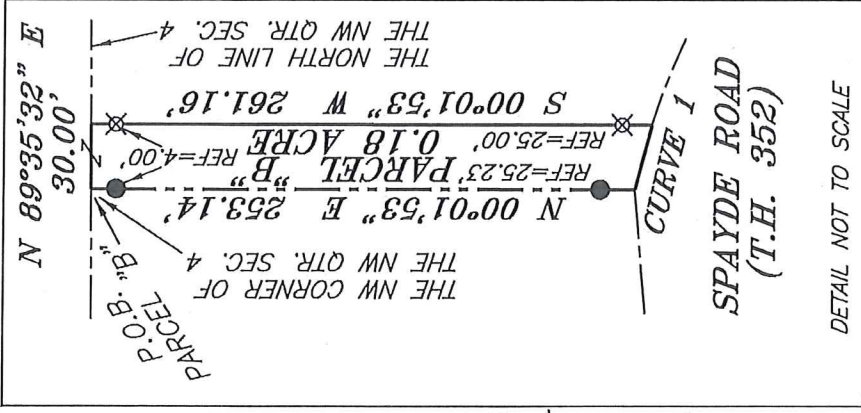 N 89°35'32" E
30.00'
THE NORTH LINE OF
THE NW QTR. SEC. 4
S 00°01'53" W 261.16'
REF=25.00'
REF=4.00'
0.18 ACRE
PARCEL "B"
REF=25.23'
N 00°01'53" E 253.14'
THE NW CORNER OF
THE NW QTR. SEC. 4
P.O.B. "B"
PARCEL
CURVE 1
SPAYDE ROAD
(T.H. 352)
DETAIL NOT TO SCALE